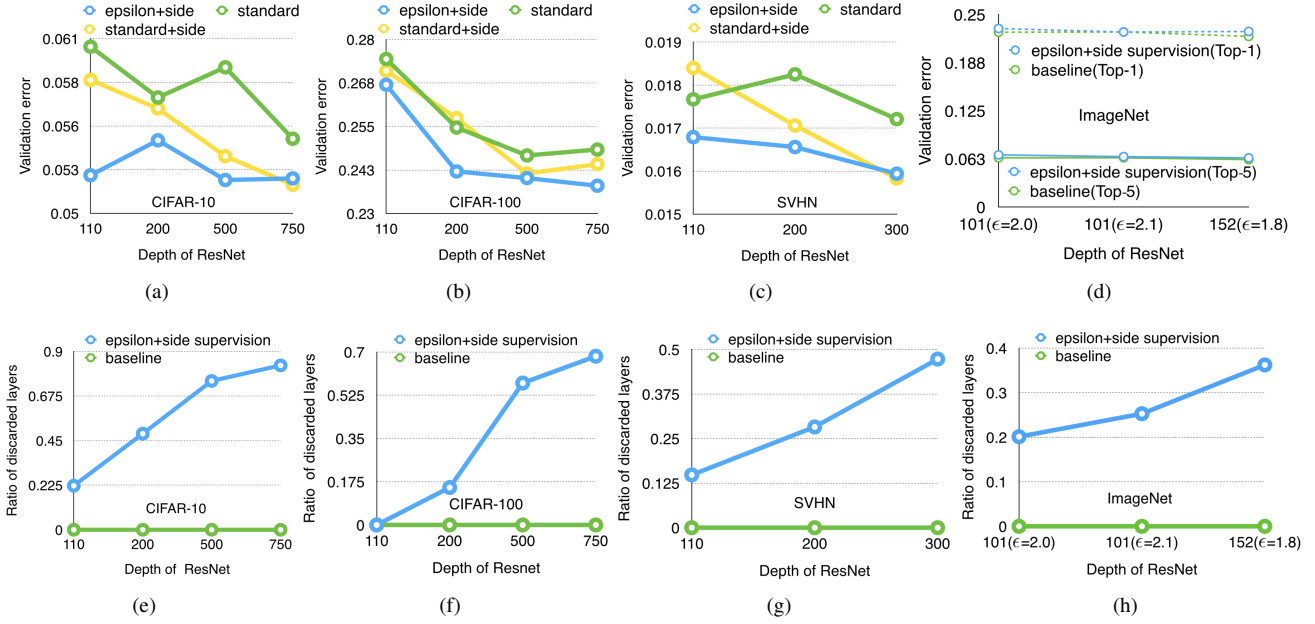 epsilon+side standard
standard+side
Validation error
0.061
0.058
0.056
0.053
0.05
CIFAR-10
110 200 500 750
Depth of ResNet
(a)
epsilon+side standard
standard+side
Validation error
0.28
0.268
0.255
0.243
0.23
CIFAR-100
110 200 500 750
Depth of ResNet
(b)
epsilon+side standard
standard+side
Validation error
0.019
0.018
0.017
0.016
0.015
SVHN
110 200 300
Depth of ResNet
(c)
Validation error
0.25
0.188
0.125
0.063
0
epsilon+side supervision(Top-1)
baseline(Top-1)
ImageNet
epsilon+side supervision(Top-5)
baseline(Top-5)
101(ϵ=2.0) 101(ϵ=2.1) 152(ϵ=1.8)
Depth of ResNet
(d)
epsilon+side supervision
baseline
Ratio of discarded layers
0.9
0.675
0.45
0.225
0
CIFAR-10
110 200 500 750
Depth of ResNet
(e)
epsilon+side supervision
baseline
Ratio of discarded layers
0.7
0.525
0.35
0.175
0
CIFAR-100
110 200 500 750
Depth of Resnet
(f)
epsilon+side supervision
baseline
Ratio of discarded layers
0.5
0.375
0.25
0.125
0
SVHN
110 200 300
Depth of ResNet
(g)
epsilon+side supervision
baseline
Ratio of discarded layers
0.4
0.3
0.2
0.1
0
ImageNet
101(ϵ=2.0) 101(ϵ=2.1) 152(ϵ=1.8)
Depth of ResNet
(h)